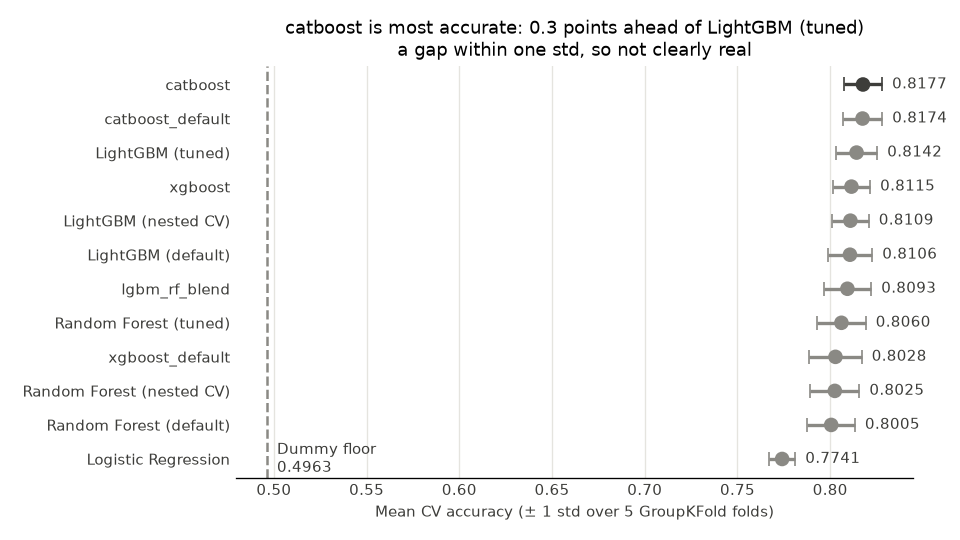 catboost is most accurate: 0.3 points ahead of LightGBM (tuned)
a gap within one std, so not clearly real
catboost 0.8177
catboost_default 0.8174
LightGBM (tuned) 0.8142
xgboost 0.8115
LightGBM (nested CV) 0.8109
LightGBM (default) 0.8106
lgbm_rf_blend 0.8093
Random Forest (tuned) 0.8060
xgboost_default 0.8028
Random Forest (nested CV) 0.8025
Random Forest (default) 0.8005
Logistic Regression 0.7741
Dummy floor
0.4963
0.50 0.55 0.60 0.65 0.70 0.75 0.80
Mean CV accuracy (± 1 std over 5 GroupKFold folds)